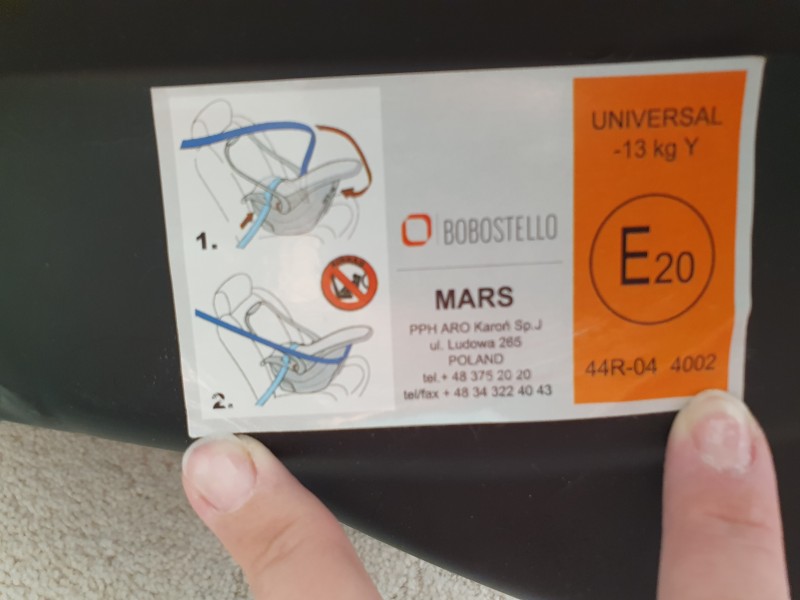 1.
2.
BOBOSTELLO
MARS
PPH ARO Karoń Sp.J
ul. Ludowa 265
POLAND
tel.+ 48 375 20 20
tel/fax + 48 34 322 40 43
UNIVERSAL
-13 kg Y
E20
44R-04 4002